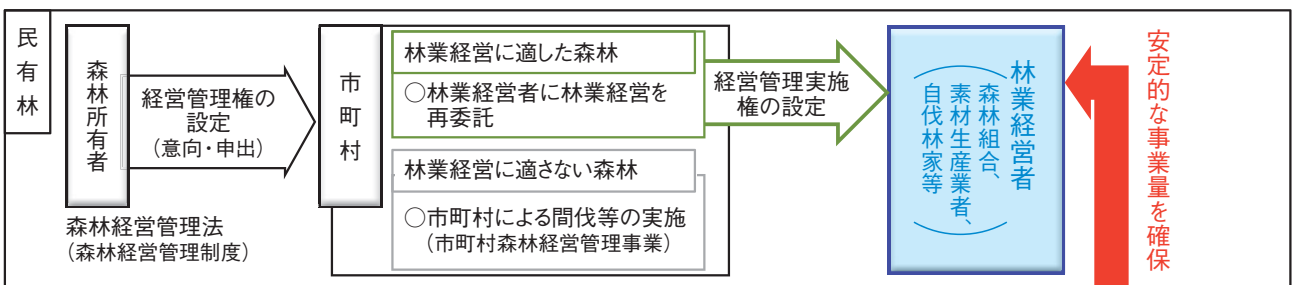 民有林
森林所有者
経営管理権の
設定
（意向・申出）
森林経営管理法
（森林経営管理制度）
市町村
林業経営に適した森林
○林業経営者に林業経営を
再委託
林業経営に適さない森林
○市町村による間伐等の実施
（市町村森林経営管理事業）
経営管理実施
権の設定
林業経営者
（森林組合、
素材生産業者、
自伐林家等）
安定的な事業量を確保